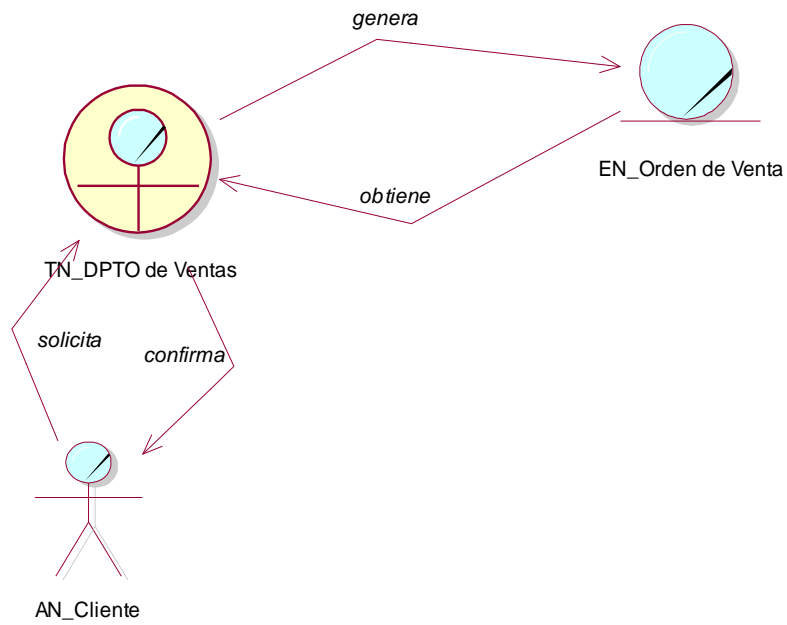 genera
EN_Orden de Venta
obtiene
TN_DPTO de Ventas
solicita
confirma
AN_Cliente